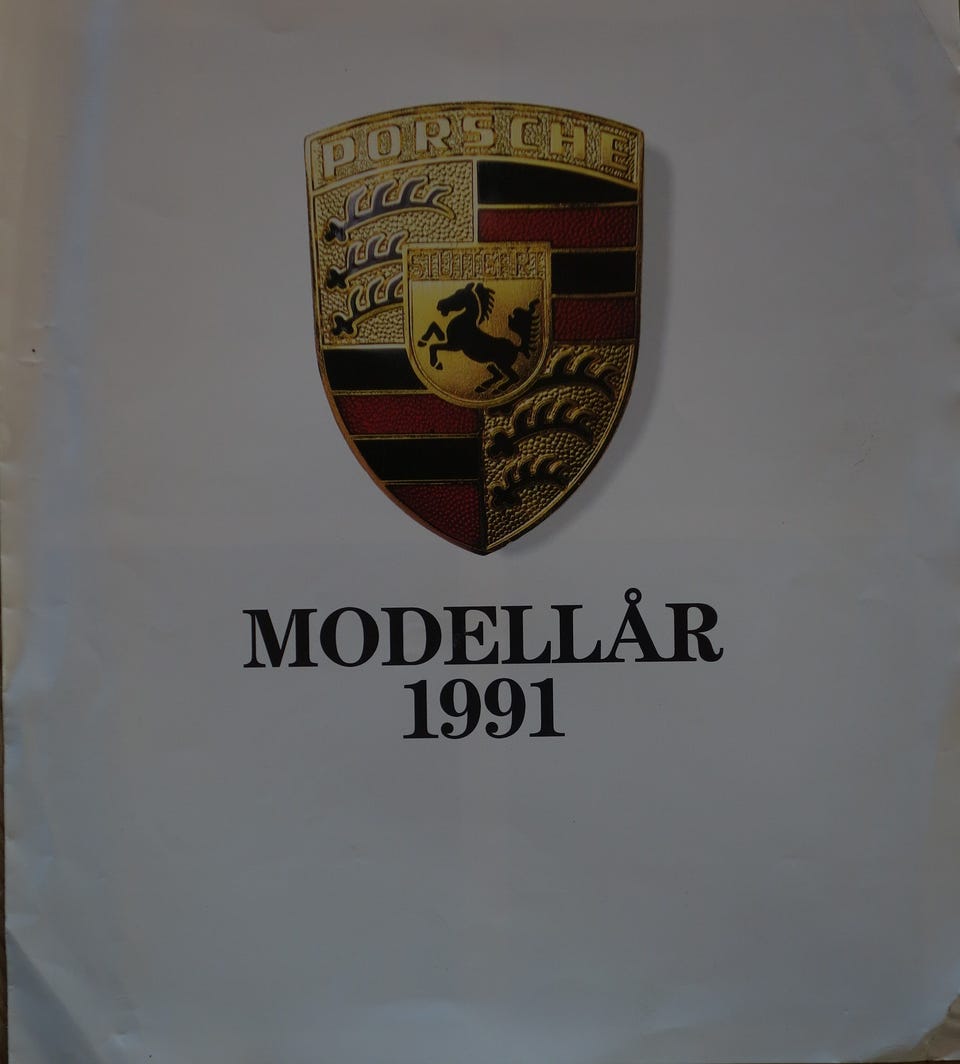 PORSCHE
STUTTGART
MODELLÅR
1991